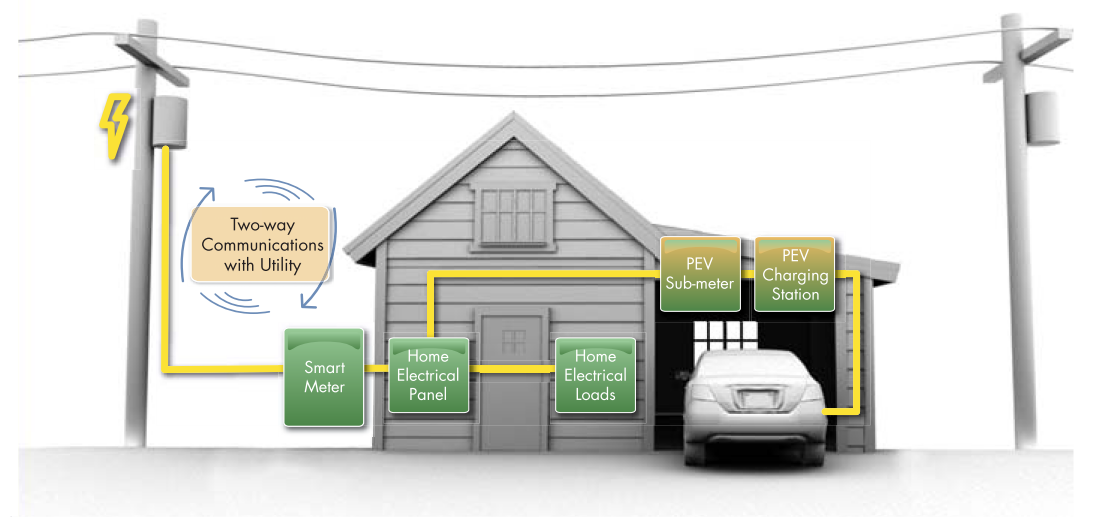 Two-way
Communications
with Utility
PEV
Sub-meter
PEV
Charging
Station
Smart
Meter
Home
Electrical
Panel
Home
Electrical
Loads